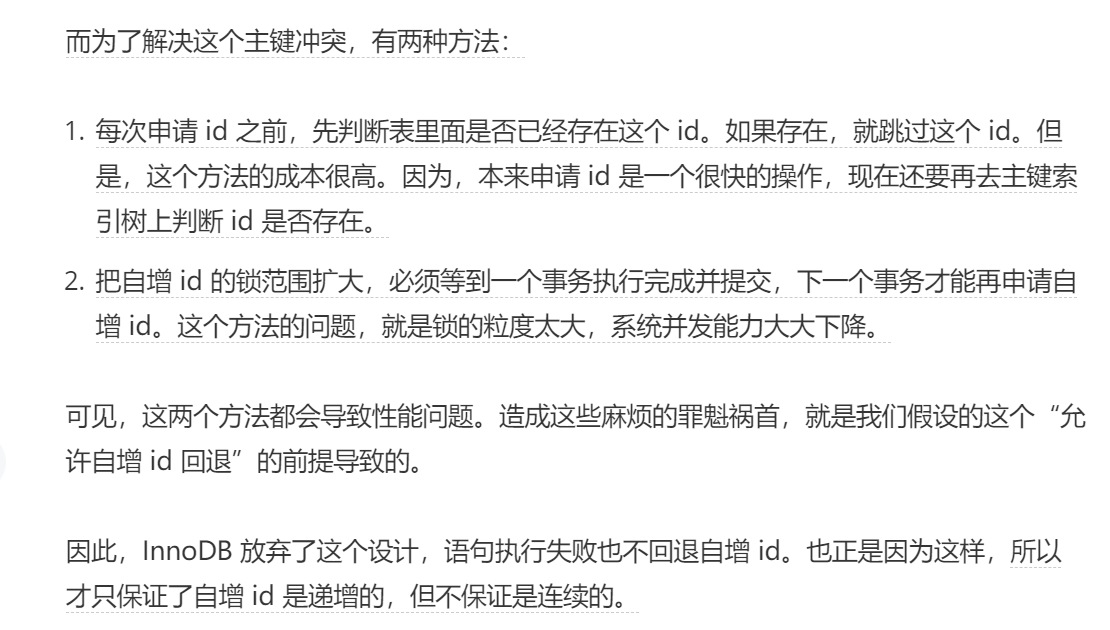 而为了解决这个主键冲突，有两种方法：
1. 每次申请 id 之前，先判断表里面是否已经存在这个 id。如果存在，就跳过这个 id。但
是，这个方法的成本很高。因为，本来申请 id 是一个很快的操作，现在还要再去主键索
引树上判断 id 是否存在。
2. 把自增 id 的锁范围扩大，必须等到一个事务执行完成并提交，下一个事务才能再申请自
增 id。这个方法的问题，就是锁的粒度太大，系统并发能力大大下降。
可见，这两个方法都会导致性能问题。造成这些麻烦的罪魁祸首，就是我们假设的这个“允
许自增 id 回退”的前提导致的。
因此，InnoDB 放弃了这个设计，语句执行失败也不回退自增 id。也正是因为这样，所以
才只保证了自增 id 是递增的，但不保证是连续的。